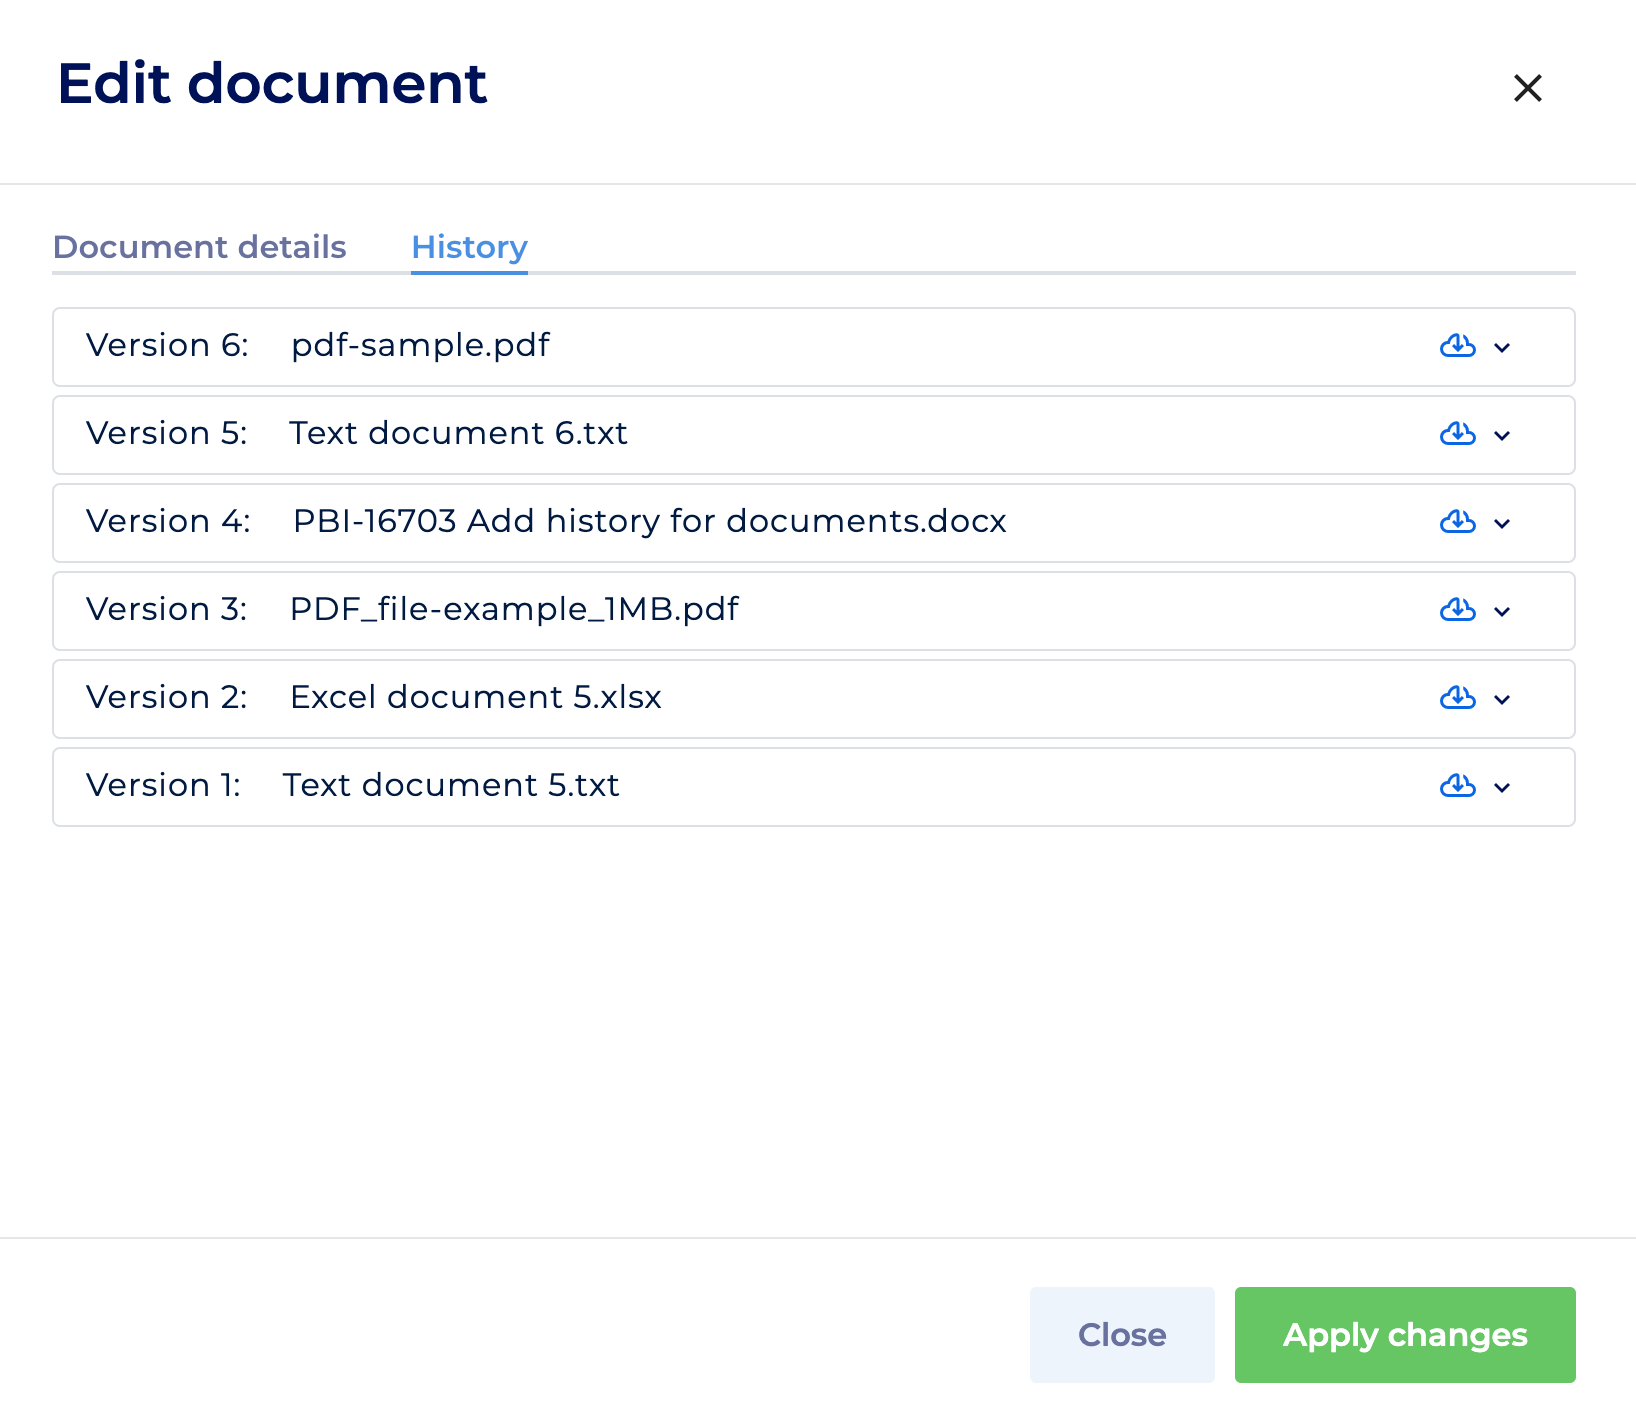 Edit document
Document details History
Version 6: pdf-sample.pdf
Version 5: Text document 6.txt
Version 4: PBI-16703 Add history for documents.docx
Version 3: PDF_file-example_1MB.pdf
Version 2: Excel document 5.xlsx
Version 1: Text document 5.txt
Close Apply changes